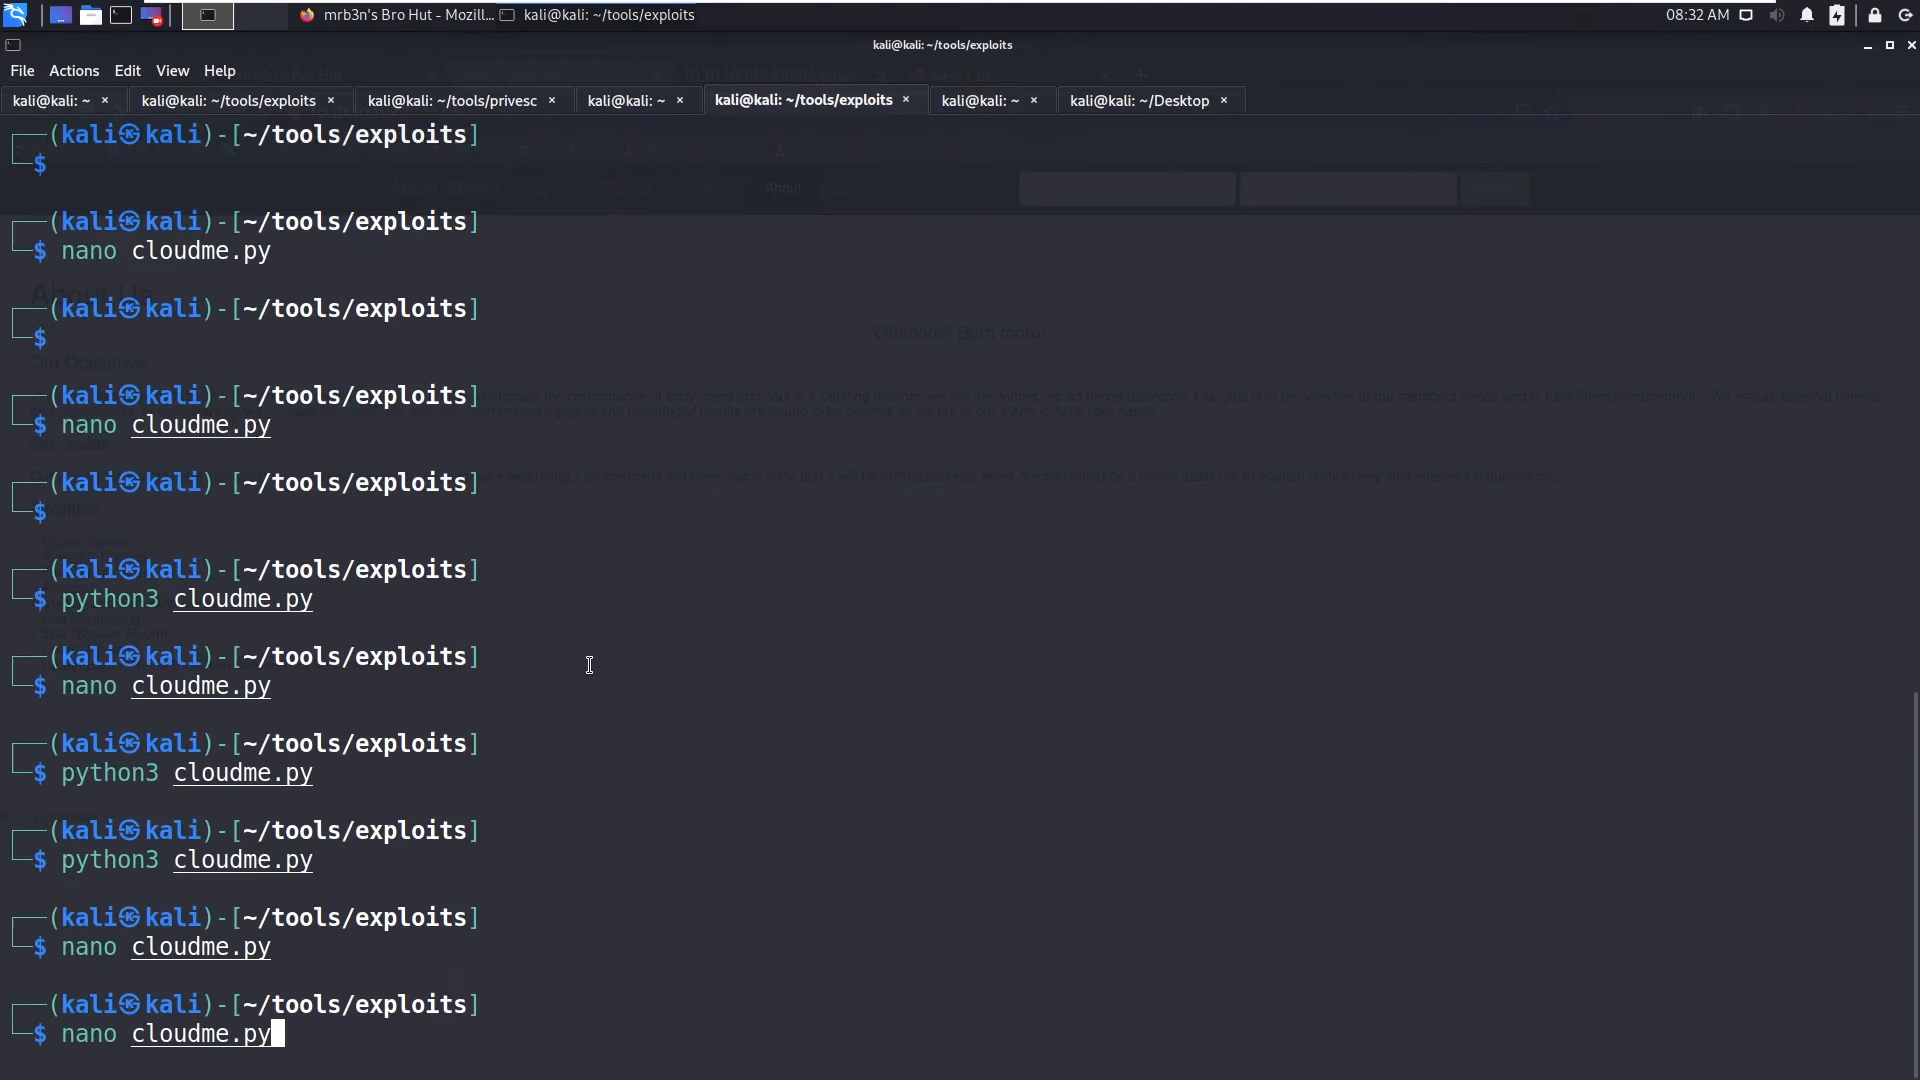 mrb3n's Bro Hut - Mozill... kali@kali: ~/tools/exploits 08:32 AM
kali@kali: ~/tools/exploits
File Actions Edit View Help
kali@kali: ~ × kali@kali: ~/tools/exploits × kali@kali: ~/tools/privesc × kali@kali: ~ × kali@kali: ~/tools/exploits × kali@kali: ~ × kali@kali: ~/Desktop ×
┌──(kali㉿kali)-[~/tools/exploits]
└─$
┌──(kali㉿kali)-[~/tools/exploits]
└─$ nano cloudme.py
┌──(kali㉿kali)-[~/tools/exploits]
└─$
┌──(kali㉿kali)-[~/tools/exploits]
└─$ nano cloudme.py
┌──(kali㉿kali)-[~/tools/exploits]
└─$
┌──(kali㉿kali)-[~/tools/exploits]
└─$ python3 cloudme.py
┌──(kali㉿kali)-[~/tools/exploits]
└─$ nano cloudme.py
┌──(kali㉿kali)-[~/tools/exploits]
└─$ python3 cloudme.py
┌──(kali㉿kali)-[~/tools/exploits]
└─$ python3 cloudme.py
┌──(kali㉿kali)-[~/tools/exploits]
└─$ nano cloudme.py
┌──(kali㉿kali)-[~/tools/exploits]
└─$ nano cloudme.py
About
About Us
Our Objectives